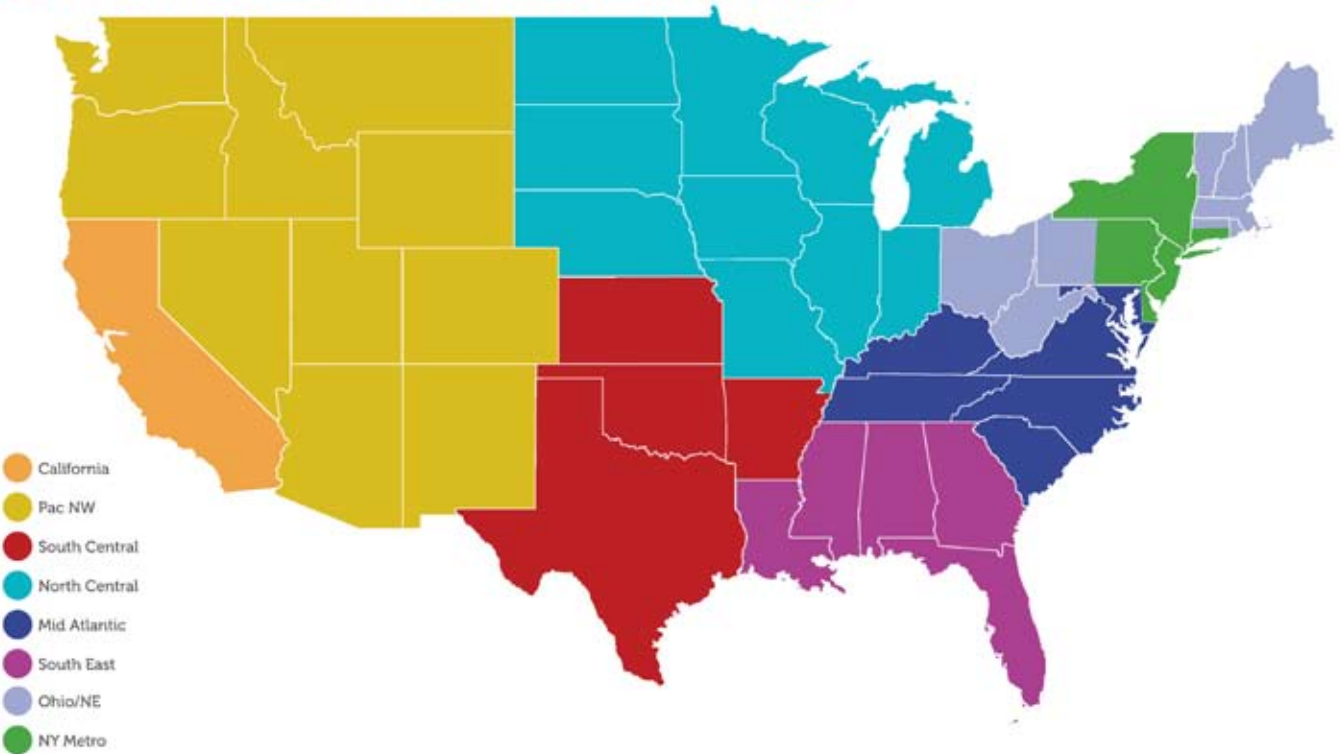 California
Pac NW
South Central
North Central
Mid Atlantic
South East
Ohio/NE
NY Metro